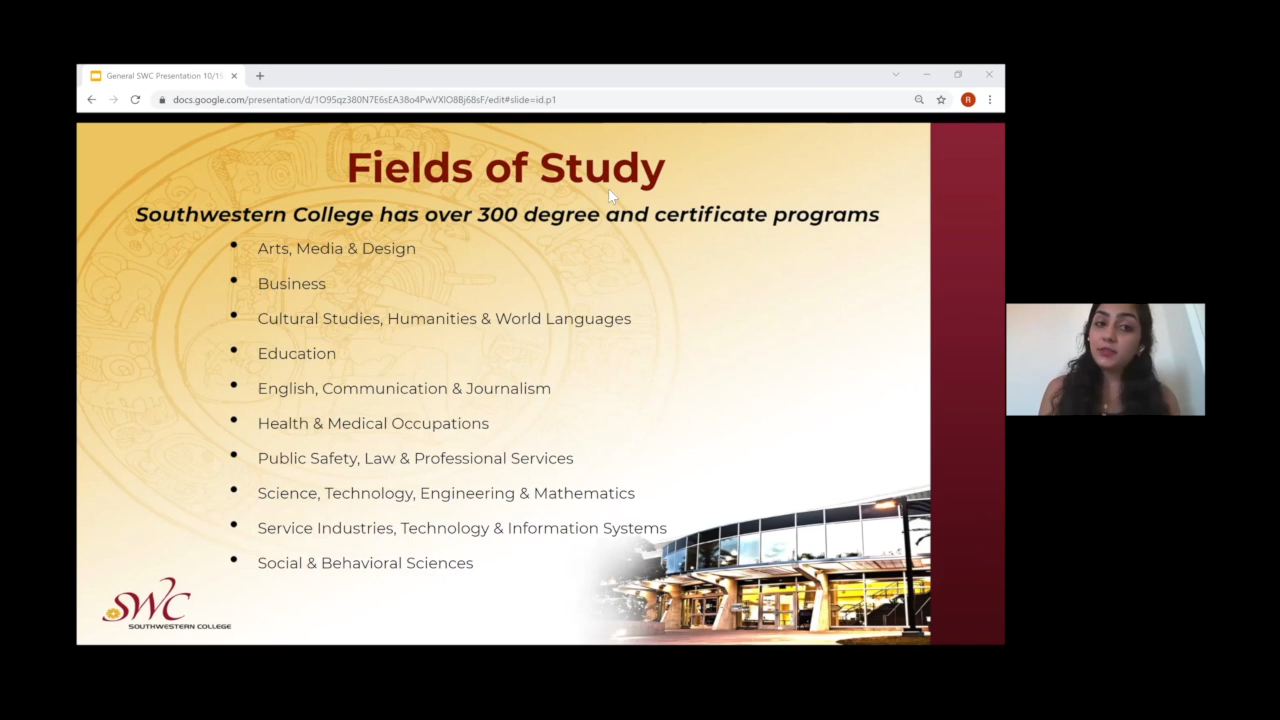 General SWC Presentation 10/15
docs.google.com/presentation/d/1O95qz380N7E6sEA38o4PwVXlO8Bj68sF/edit#slide=id.p1
R
Fields of Study
Southwestern College has over 300 degree and certificate programs
• Arts, Media & Design
• Business
• Cultural Studies, Humanities & World Languages
• Education
• English, Communication & Journalism
• Health & Medical Occupations
• Public Safety, Law & Professional Services
• Science, Technology, Engineering & Mathematics
• Service Industries, Technology & Information Systems
• Social & Behavioral Sciences
SWC
SOUTHWESTERN COLLEGE